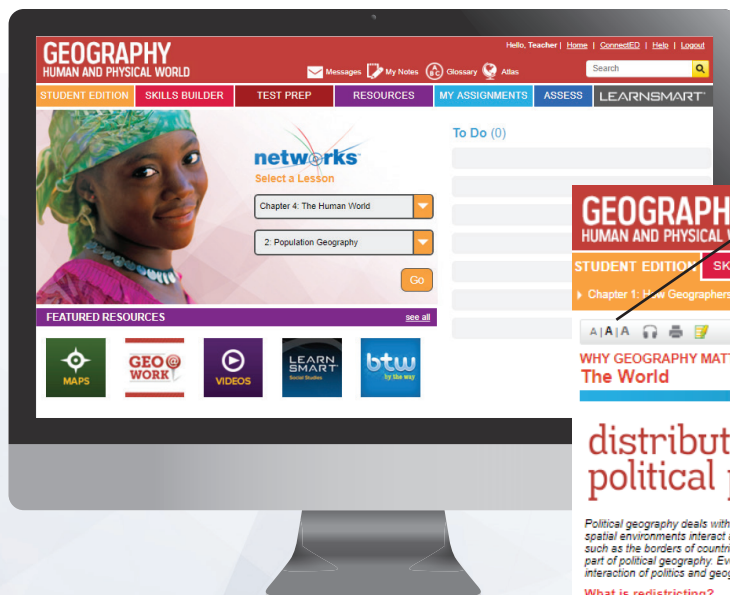 GEOGRAPHY
HUMAN AND PHYSICAL WORLD
Hello, Teacher | Home | ConnectED | Help | Logout
Messages My Notes Glossary Atlas
Search
STUDENT EDITION SKILLS BUILDER TEST PREP RESOURCES MY ASSIGNMENTS ASSESS LEARNSMART
networks
Select a Lesson
Chapter 4: The Human World
2: Population Geography
Go
To Do (0)
FEATURED RESOURCES see all
MAPS
GEO@
WORK
VIDEOS
LEARN
SMART
Social Studies
btw
by the way
GEOGRAPH
HUMAN AND PHYSICAL
STUDENT EDITION SK
Chapter 1: How Geographers
A|A|A
WHY GEOGRAPHY MAT
The World
distribut
political
Political geography deals with
spatial environments interact
such as the borders of countri
part of political geography. Ev
interaction of politics and geog
What is redistricting?